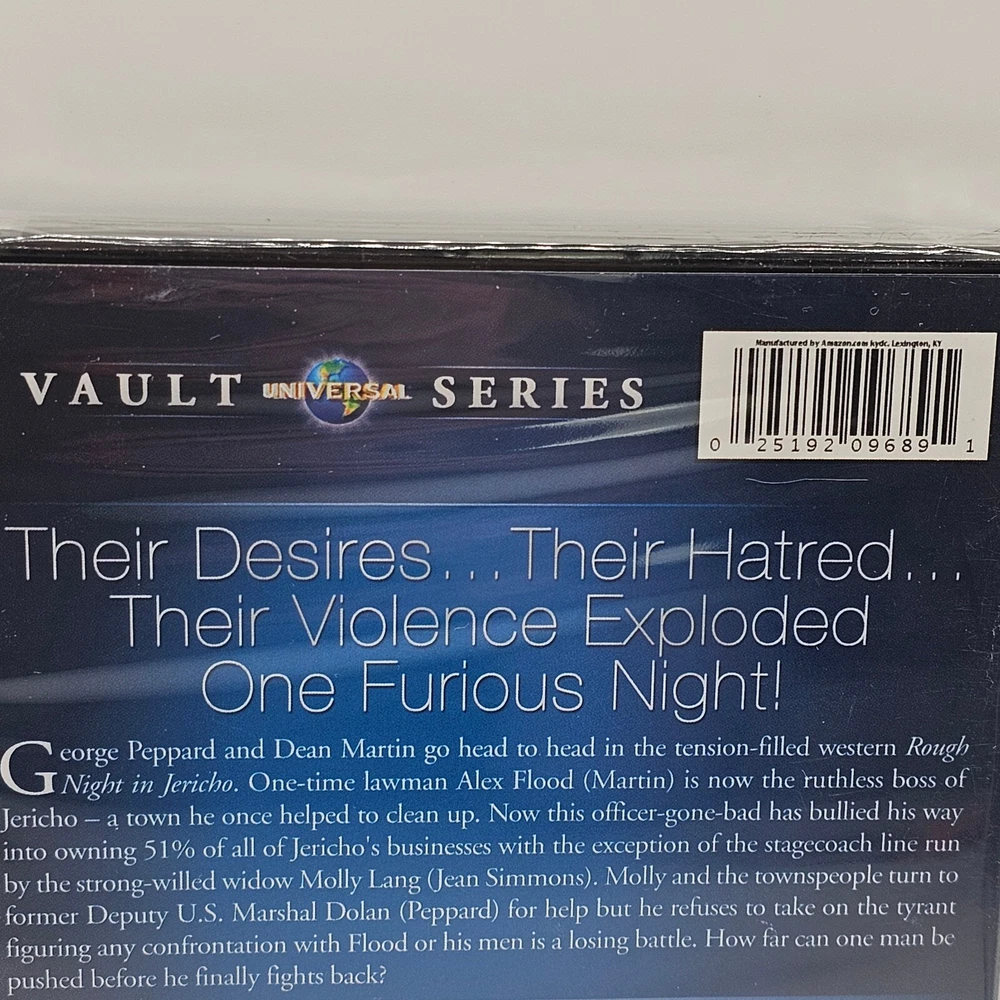 VAULT UNIVERSAL SERIES
Manufactured by Amazon.com kydc, Lexington, KY
0 25192 09689 1
Their Desires...Their Hatred...
Their Violence Exploded
One Furious Night!
George Peppard and Dean Martin go head to head in the tension-filled western Rough
Night in Jericho. One-time lawman Alex Flood (Martin) is now the ruthless boss of
Jericho – a town he once helped to clean up. Now this officer-gone-bad has bullied his way
into owning 51% of all of Jericho's businesses with the exception of the stagecoach line run
by the strong-willed widow Molly Lang (Jean Simmons). Molly and the townspeople turn to
former Deputy U.S. Marshal Dolan (Peppard) for help but he refuses to take on the tyrant
figuring any confrontation with Flood or his men is a losing battle. How far can one man be
pushed before he finally fights back?